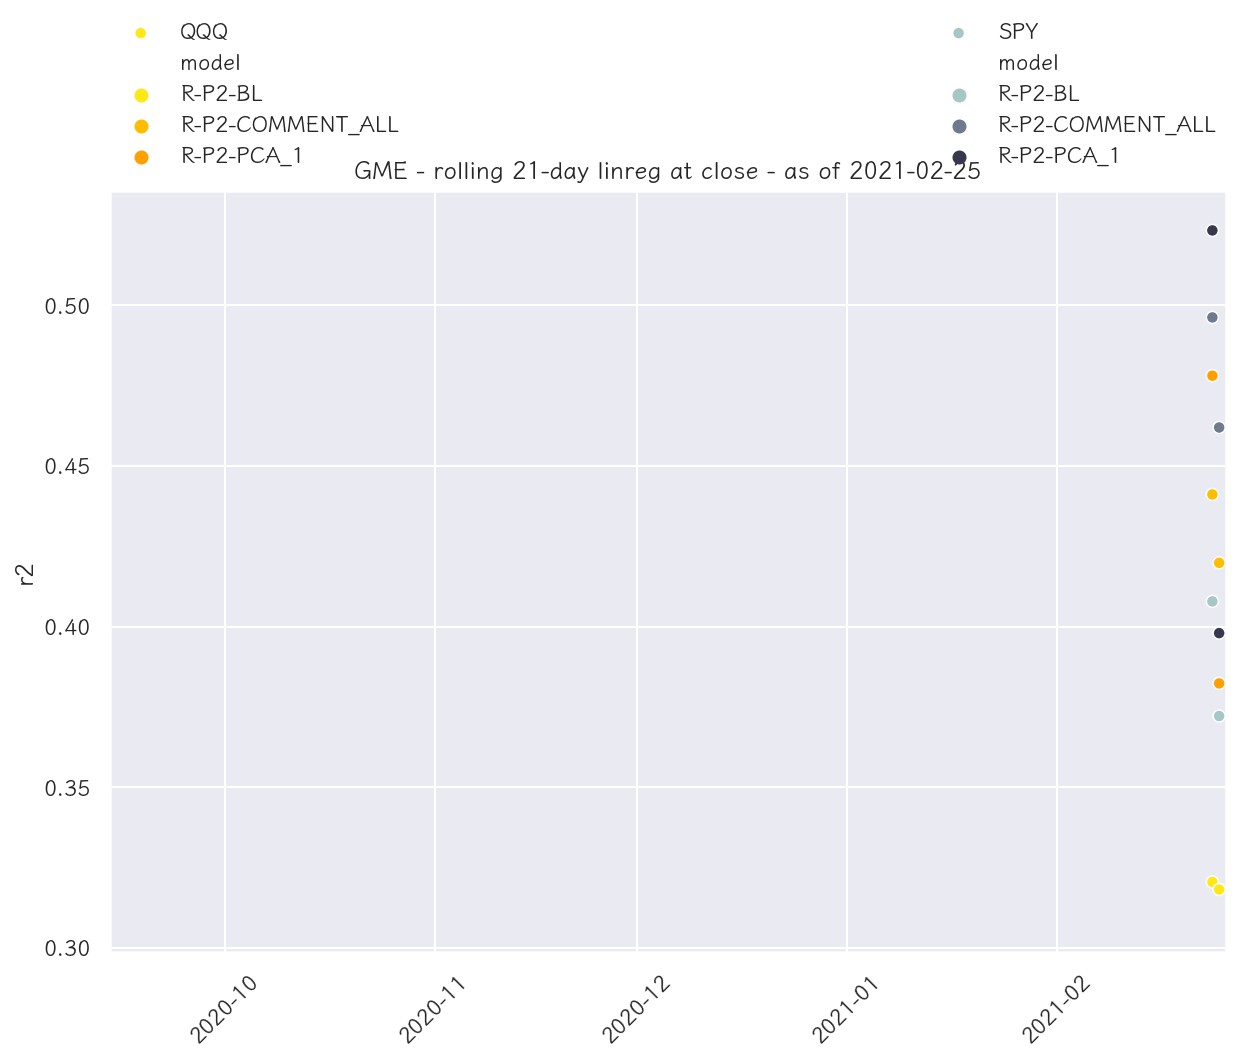 QQQ
model
R-P2-BL
R-P2-COMMENT_ALL
R-P2-PCA_1
SPY
model
R-P2-BL
R-P2-COMMENT_ALL
R-P2-PCA_1
GME - rolling 21-day linreg at close - as of 2021-02-25
r2
0.50
0.45
0.40
0.35
0.30
2020-10
2020-11
2020-12
2021-01
2021-02